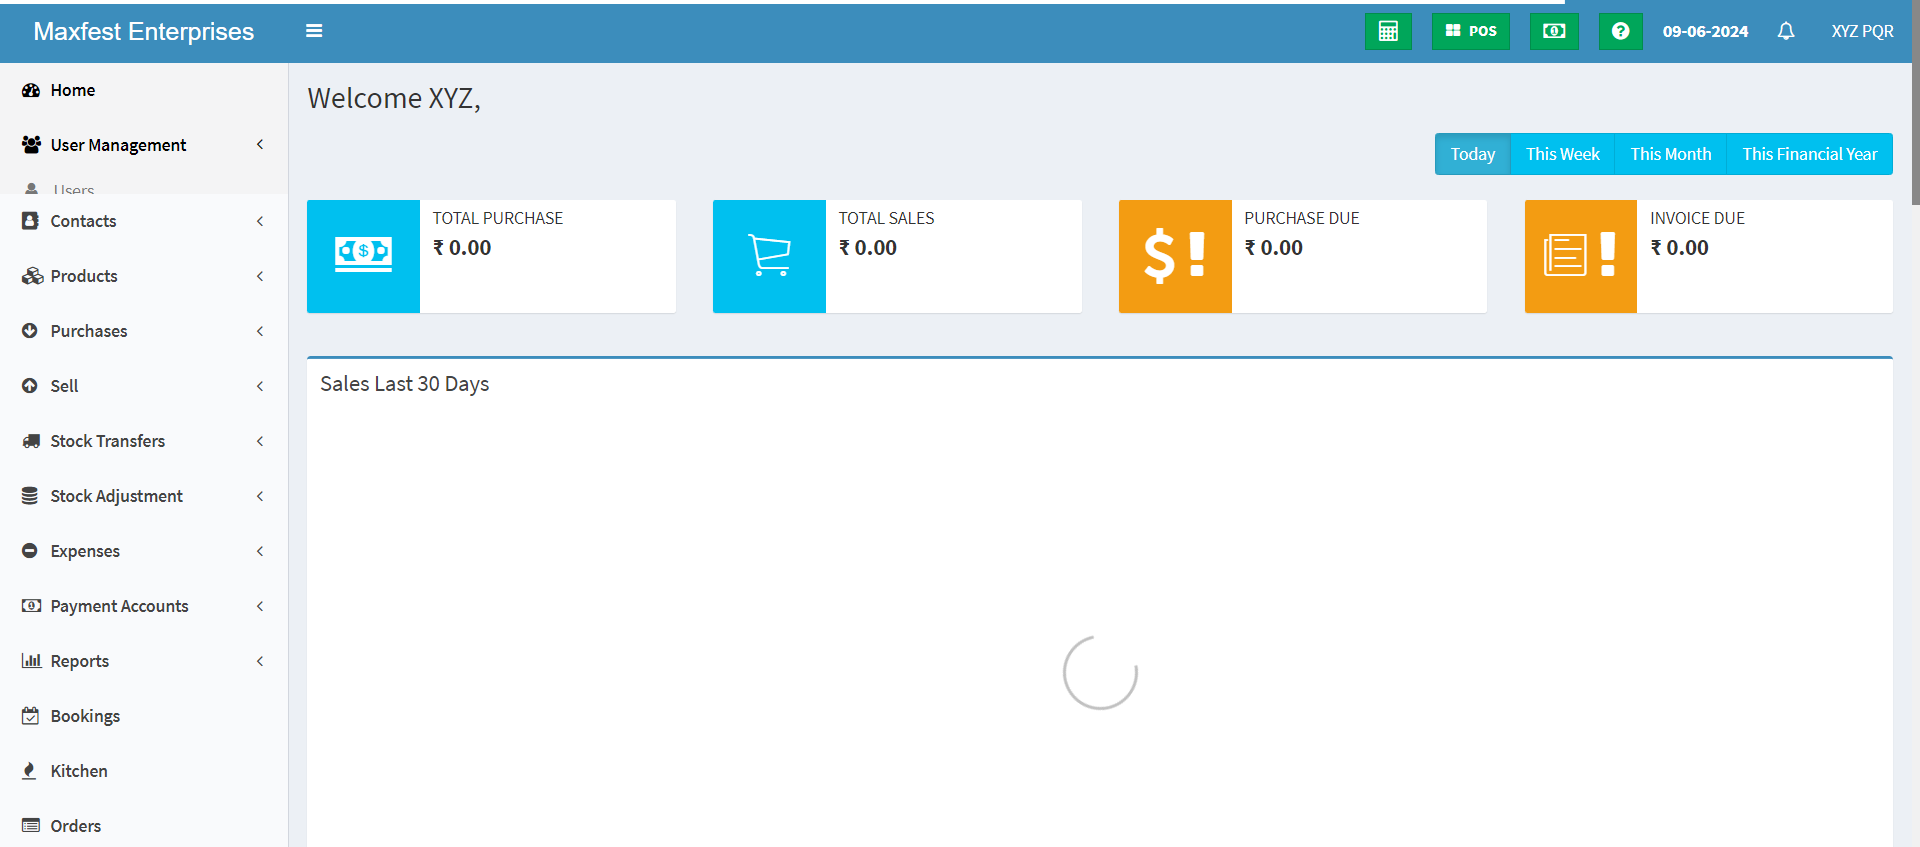 Maxfest Enterprises
POS
09-06-2024
XYZ PQR
Home
User Management
Users
Contacts
Products
Purchases
Sell
Stock Transfers
Stock Adjustment
Expenses
Payment Accounts
Reports
Bookings
Kitchen
Orders
Welcome XYZ,
Today This Week This Month This Financial Year
TOTAL PURCHASE
₹ 0.00
TOTAL SALES
₹ 0.00
PURCHASE DUE
₹ 0.00
INVOICE DUE
₹ 0.00
Sales Last 30 Days